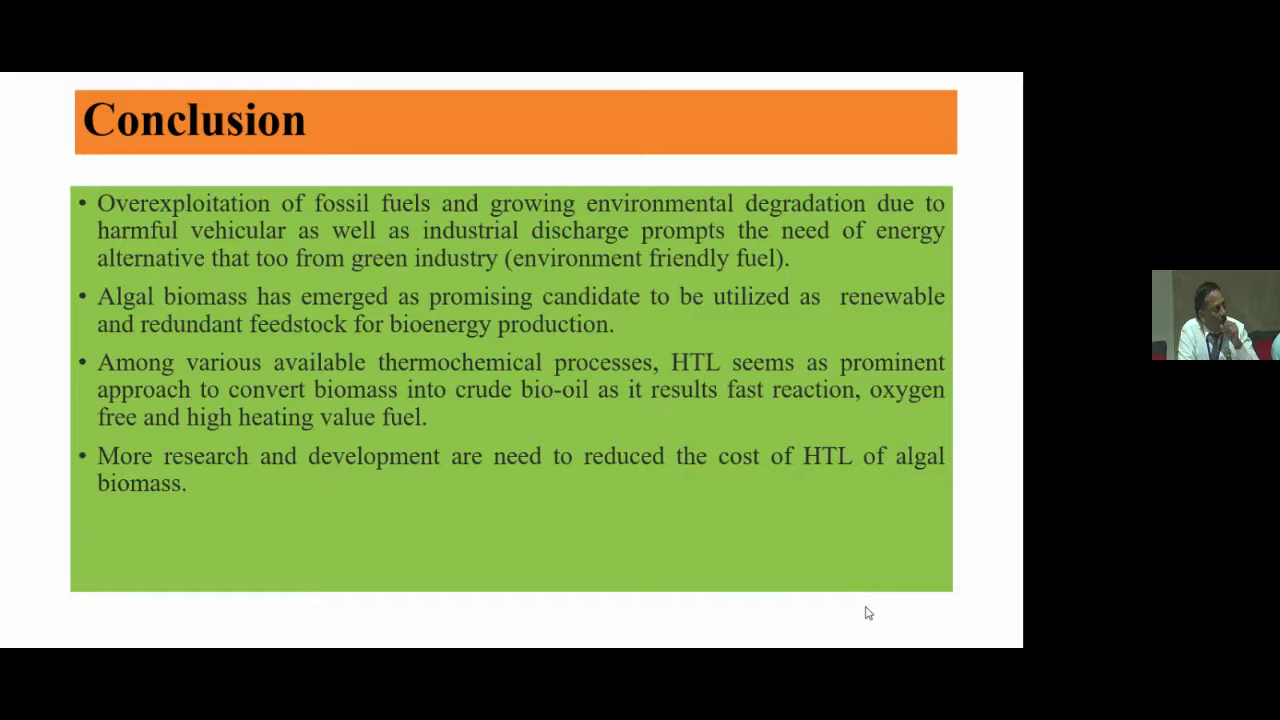 Conclusion
• Overexploitation of fossil fuels and growing environmental degradation due to
harmful vehicular as well as industrial discharge prompts the need of energy
alternative that too from green industry (environment friendly fuel).
• Algal biomass has emerged as promising candidate to be utilized as renewable
and redundant feedstock for bioenergy production.
• Among various available thermochemical processes, HTL seems as prominent
approach to convert biomass into crude bio-oil as it results fast reaction, oxygen
free and high heating value fuel.
• More research and development are need to reduced the cost of HTL of algal
biomass.